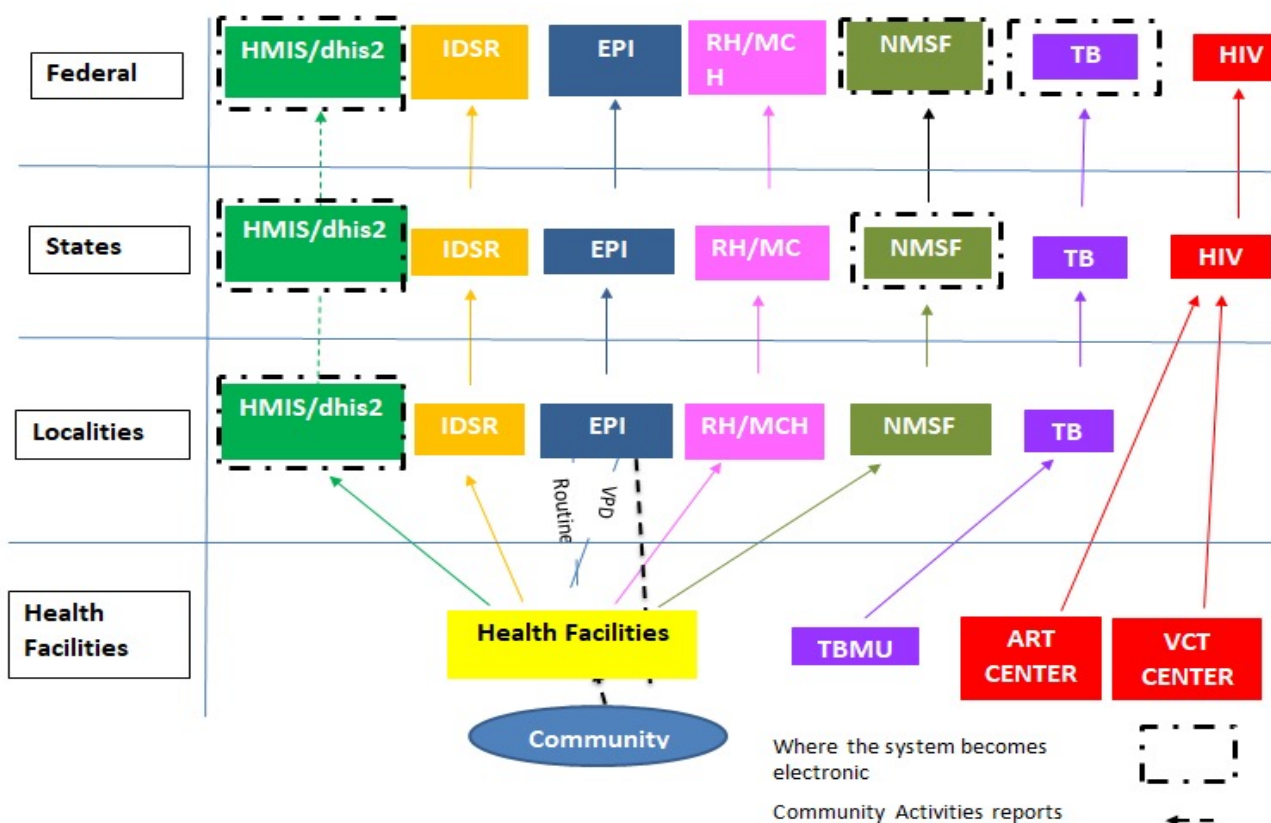 Federal
HMIS/dhis2
IDSR
EPI
RH/MC
H
NMSF
TB
HIV
States
HMIS/dhis2
IDSR
EPI
RH/MC
NMSF
TB
HIV
Localities
HMIS/dhis2
IDSR
EPI
RH/MCH
NMSF
TB
Routine
VPD
Health
Facilities
Health Facilities
TBMU
ART
CENTER
VCT
CENTER
Community
Where the system becomes
electronic
Community Activities reports